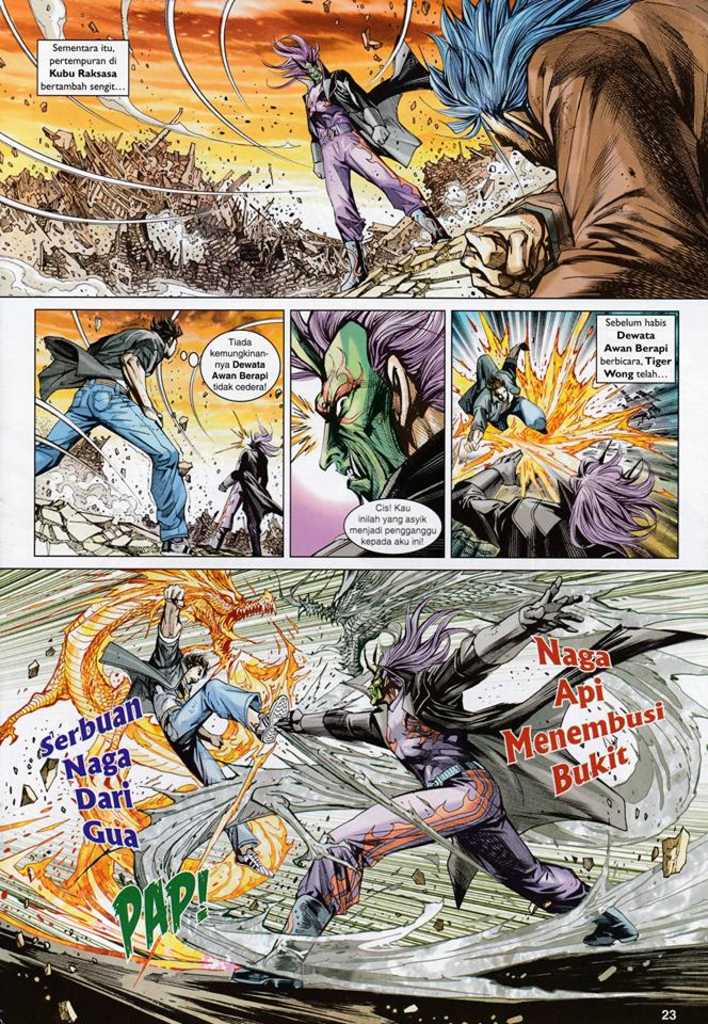 Sementara itu,
pertempuran di
Kubu Raksasa
bertambah sengit...
Tiada
kemungkinan-
nya Dewata
Awan Berapi
tidak cedera!
Cis! Kau
inilah yang asyik
menjadi pengganggu
kepada aku ini!
Sebelum habis
Dewata
Awan Berapi
berbicara, Tiger
Wong telah...
Serbuan
Naga
Dari
Gua
Naga
Api
Menembusi
Bukit
PAP!
23